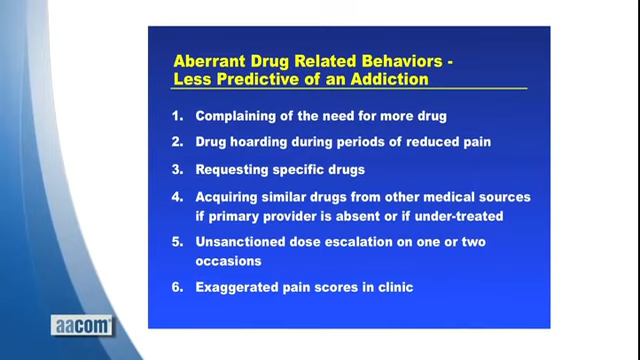 Aberrant Drug Related Behaviors -
Less Predictive of an Addiction
1. Complaining of the need for more drug
2. Drug hoarding during periods of reduced pain
3. Requesting specific drugs
4. Acquiring similar drugs from other medical sources
if primary provider is absent or if under-treated
5. Unsanctioned dose escalation on one or two
occasions
6. Exaggerated pain scores in clinic
aacom